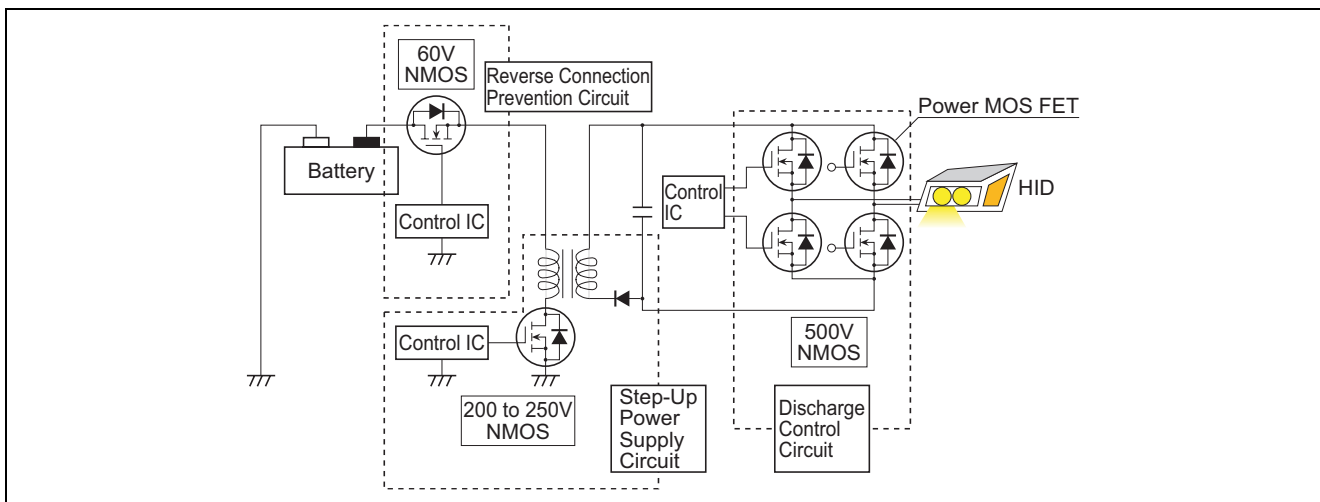 60V
NMOS
Reverse Connection
Prevention Circuit
Power MOS FET
Battery
Control
IC
HID
Control IC
Control IC
500V
NMOS
200 to 250V
NMOS
Step-Up
Power
Supply
Circuit
Discharge
Control
Circuit